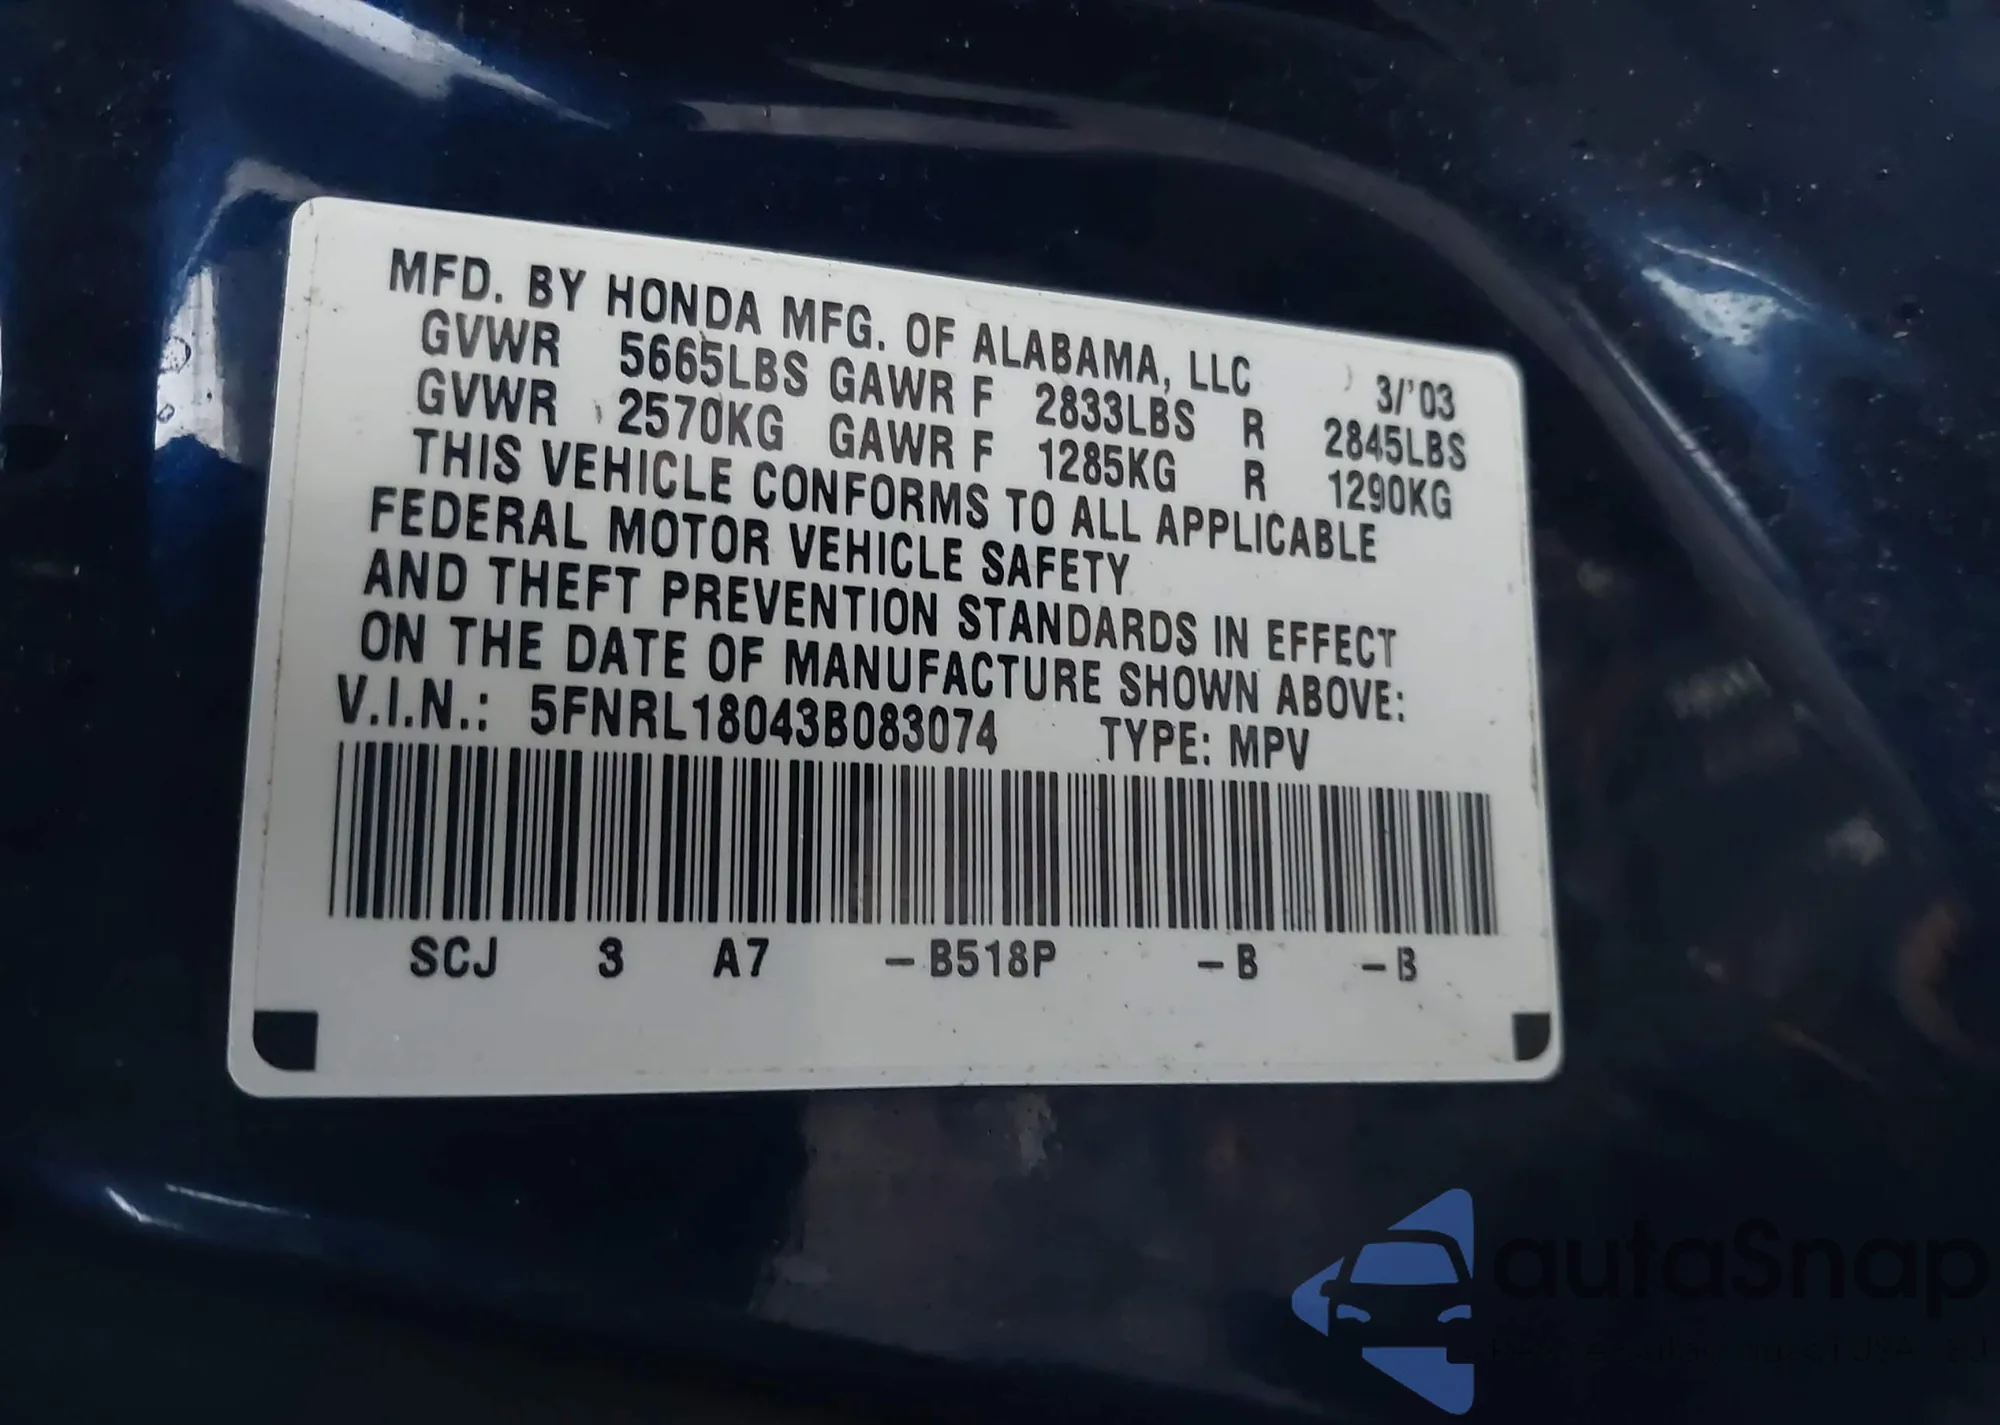 MFD. BY HONDA MFG. OF ALABAMA, LLC 3/'03
GVWR 5665LBS GAWR F 2833LBS R 2845LBS
GVWR 2570KG GAWR F 1285KG R 1290KG
THIS VEHICLE CONFORMS TO ALL APPLICABLE
FEDERAL MOTOR VEHICLE SAFETY
AND THEFT PREVENTION STANDARDS IN EFFECT
ON THE DATE OF MANUFACTURE SHOWN ABOVE:
V.I.N.: 5FNRL18043B083074 TYPE: MPV
SCJ 3 A7 -B518P -B -B
autaSnap